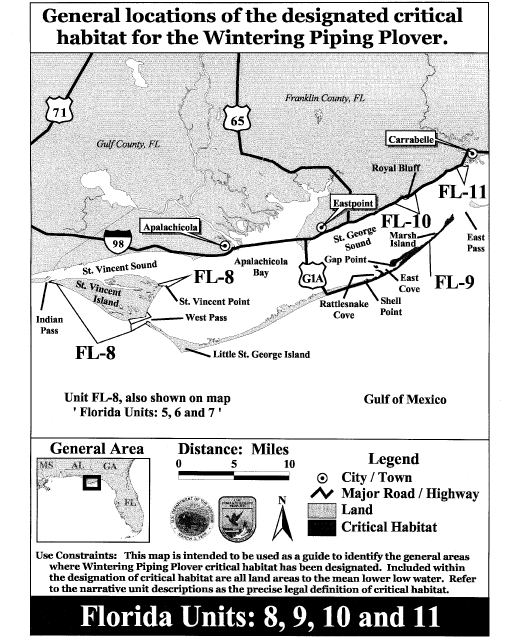 General locations of the designated critical
habitat for the Wintering Piping Plover.
71
65
Franklin County, FL
Gulf County, FL
Carrabelle
Royal Bluff
FL-11
Eastpoint
FL-10
Apalachicola
St. George
Sound
Marsh
Island
East
Pass
98
Apalachicola
Bay
Gap Point
St. Vincent Sound
FL-8
G1A
East
Cove
FL-9
St. Vincent
Island
St. Vincent Point
Rattlesnake
Cove
Shell
Point
Indian
Pass
West Pass
FL-8
Little St. George Island
Unit FL-8, also shown on map
' Florida Units: 5, 6 and 7 '
Gulf of Mexico
General Area
MS AL GA
FL
Distance: Miles
0 5 10
N
Legend
City / Town
Major Road / Highway
Land
Critical Habitat
Use Constraints: This map is intended to be used as a guide to identify the general areas
where Wintering Piping Plover critical habitat has been designated. Included within
the designation of critical habitat are all land areas to the mean lower low water. Refer
to the narrative unit descriptions as the precise legal definition of critical habitat.
Florida Units: 8, 9, 10 and 11